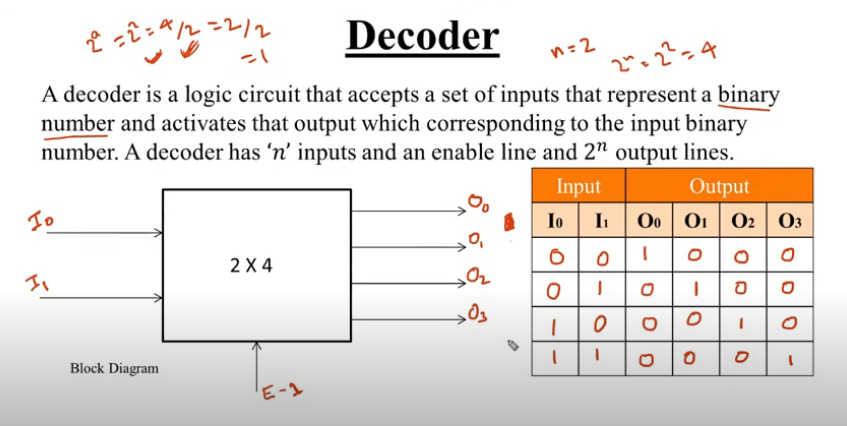 2ⁿ = 2² = 4/2 = 2/2
= 1
Decoder
n = 2
2ⁿ = 2² = 4
A decoder is a logic circuit that accepts a set of inputs that represent a binary
number and activates that output which corresponding to the input binary
number. A decoder has ‘n’ inputs and an enable line and 2ⁿ output lines.
I0
I1
2 X 4
O0
O1
O2
O3
E-1
Block Diagram
Input Output
I0 I1 O0 O1 O2 O3
0 0 1 0 0 0
0 1 0 1 0 0
1 0 0 0 1 0
1 1 0 0 0 1